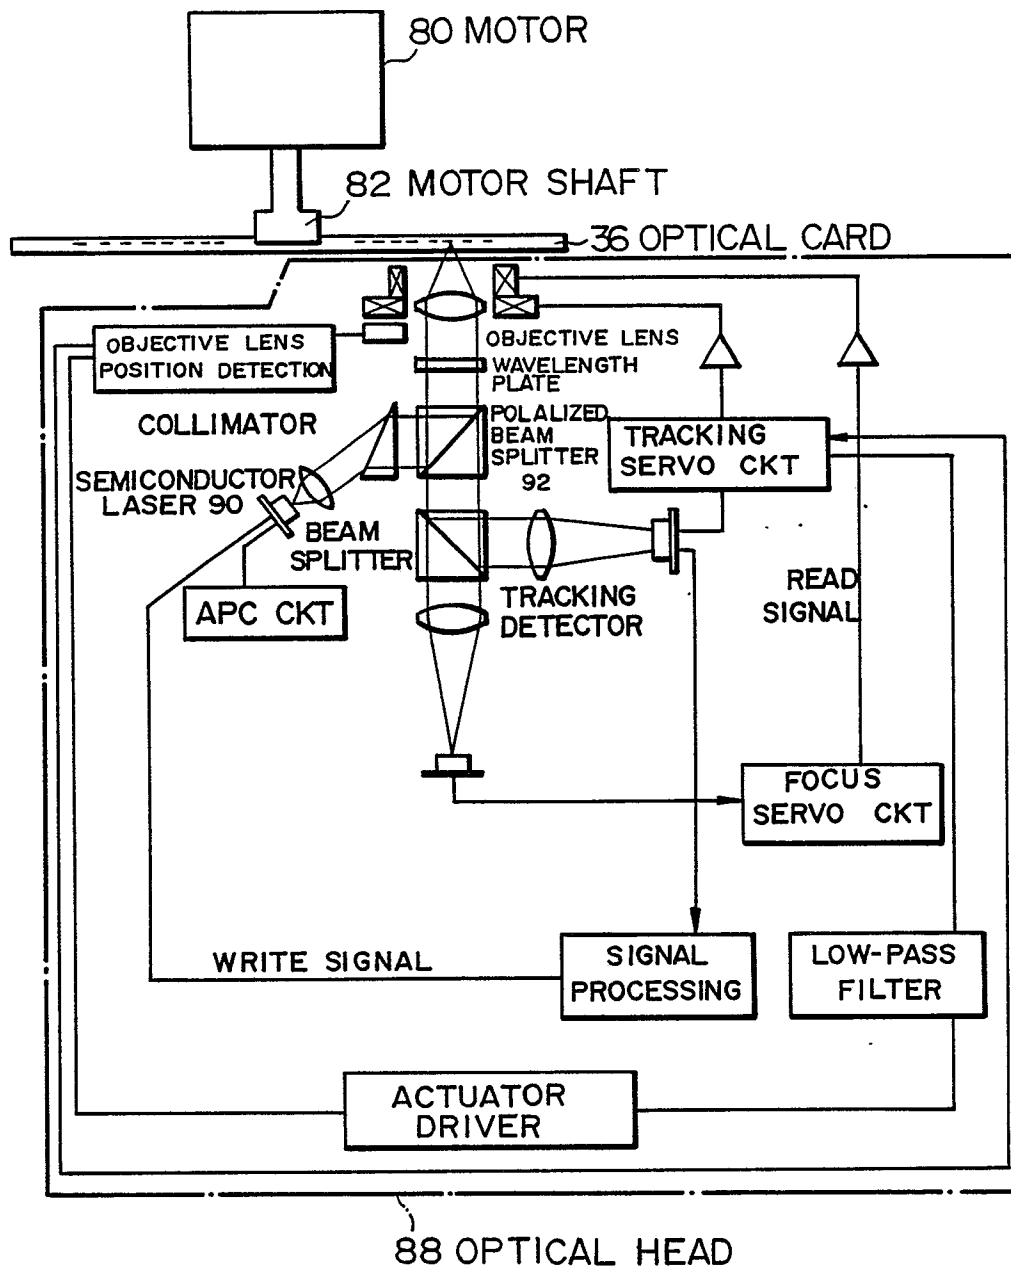 80 MOTOR
82 MOTOR SHAFT
36 OPTICAL CARD
OBJECTIVE LENS
POSITION DETECTION
OBJECTIVE LENS
WAVELENGTH
PLATE
COLLIMATOR
POLALIZED
BEAM
SPLITTER
92
TRACKING
SERVO CKT
SEMICONDUCTOR
LASER 90
BEAM
SPLITTER
APC CKT
TRACKING
DETECTOR
READ
SIGNAL
FOCUS
SERVO CKT
WRITE SIGNAL
SIGNAL
PROCESSING
LOW-PASS
FILTER
ACTUATOR
DRIVER
88 OPTICAL HEAD